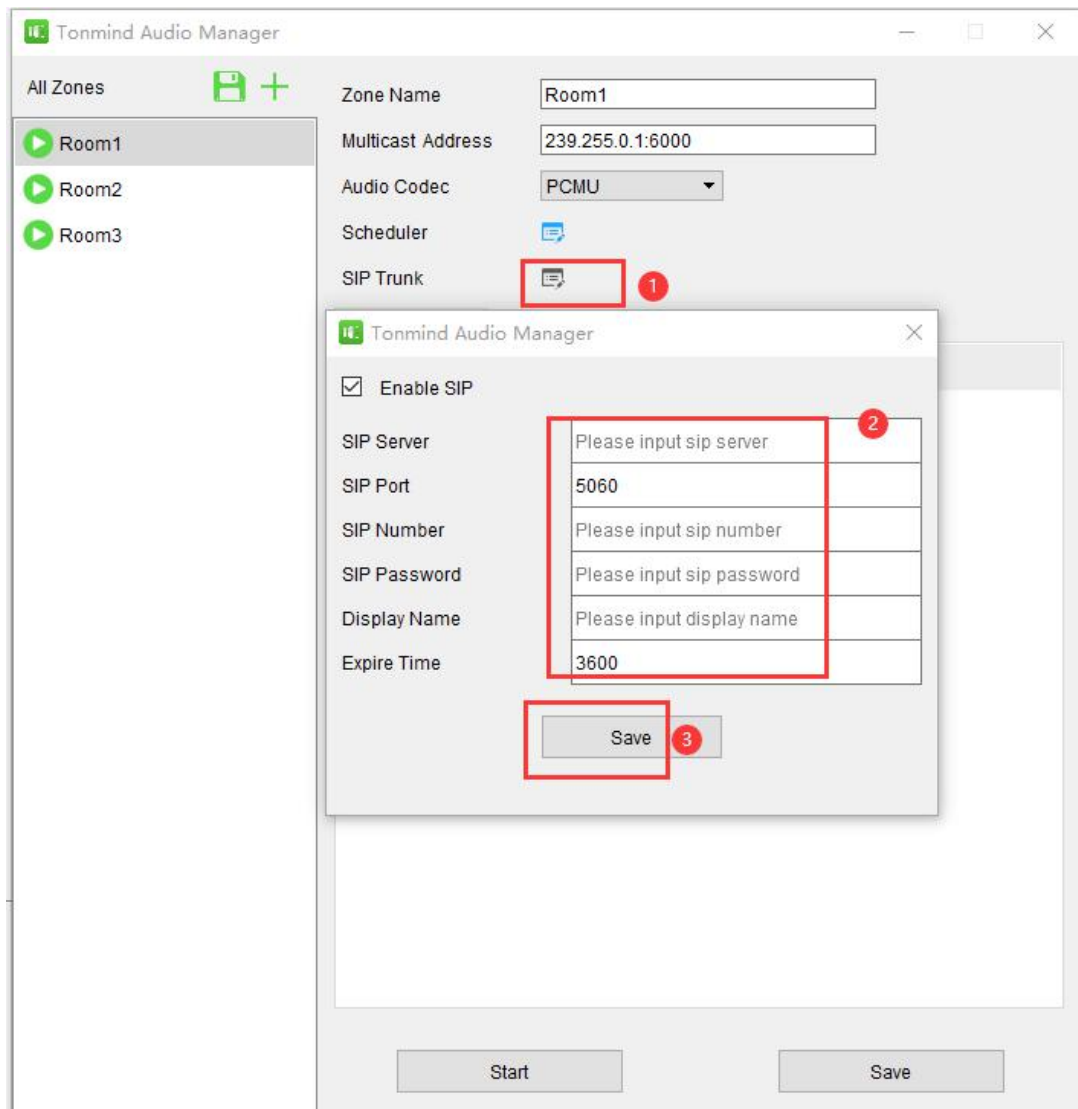 Tonmind Audio Manager
All Zones
Room1
Room2
Room3
Zone Name Room1
Multicast Address 239.255.0.1:6000
Audio Codec PCMU
Scheduler
SIP Trunk 1
Tonmind Audio Manager
Enable SIP
2
SIP Server Please input sip server
SIP Port 5060
SIP Number Please input sip number
SIP Password Please input sip password
Display Name Please input display name
Expire Time 3600
Save 3
Start Save